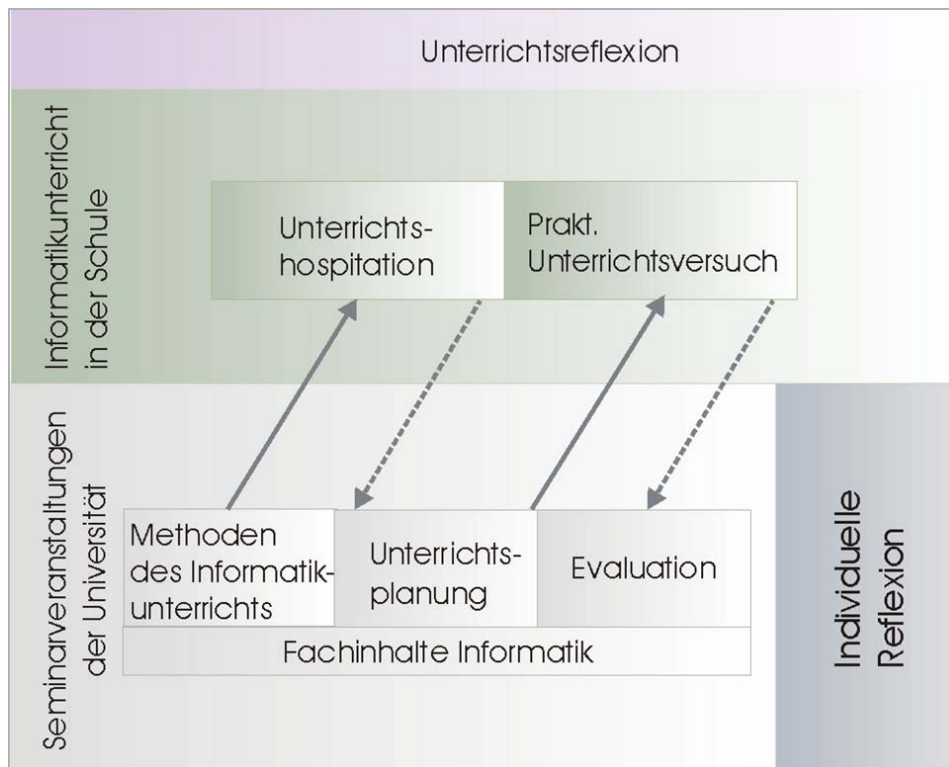 Unterrichtsreflexion
Informatikunterricht
in der Schule
Unterrichts-
hospitation
Prakt.
Unterrichtsversuch
Seminarveranstaltungen
der Universität
Methoden
des Informatik-
unterrichts
Unterrichts-
planung
Evaluation
Fachinhalte Informatik
Individuelle
Reflexion